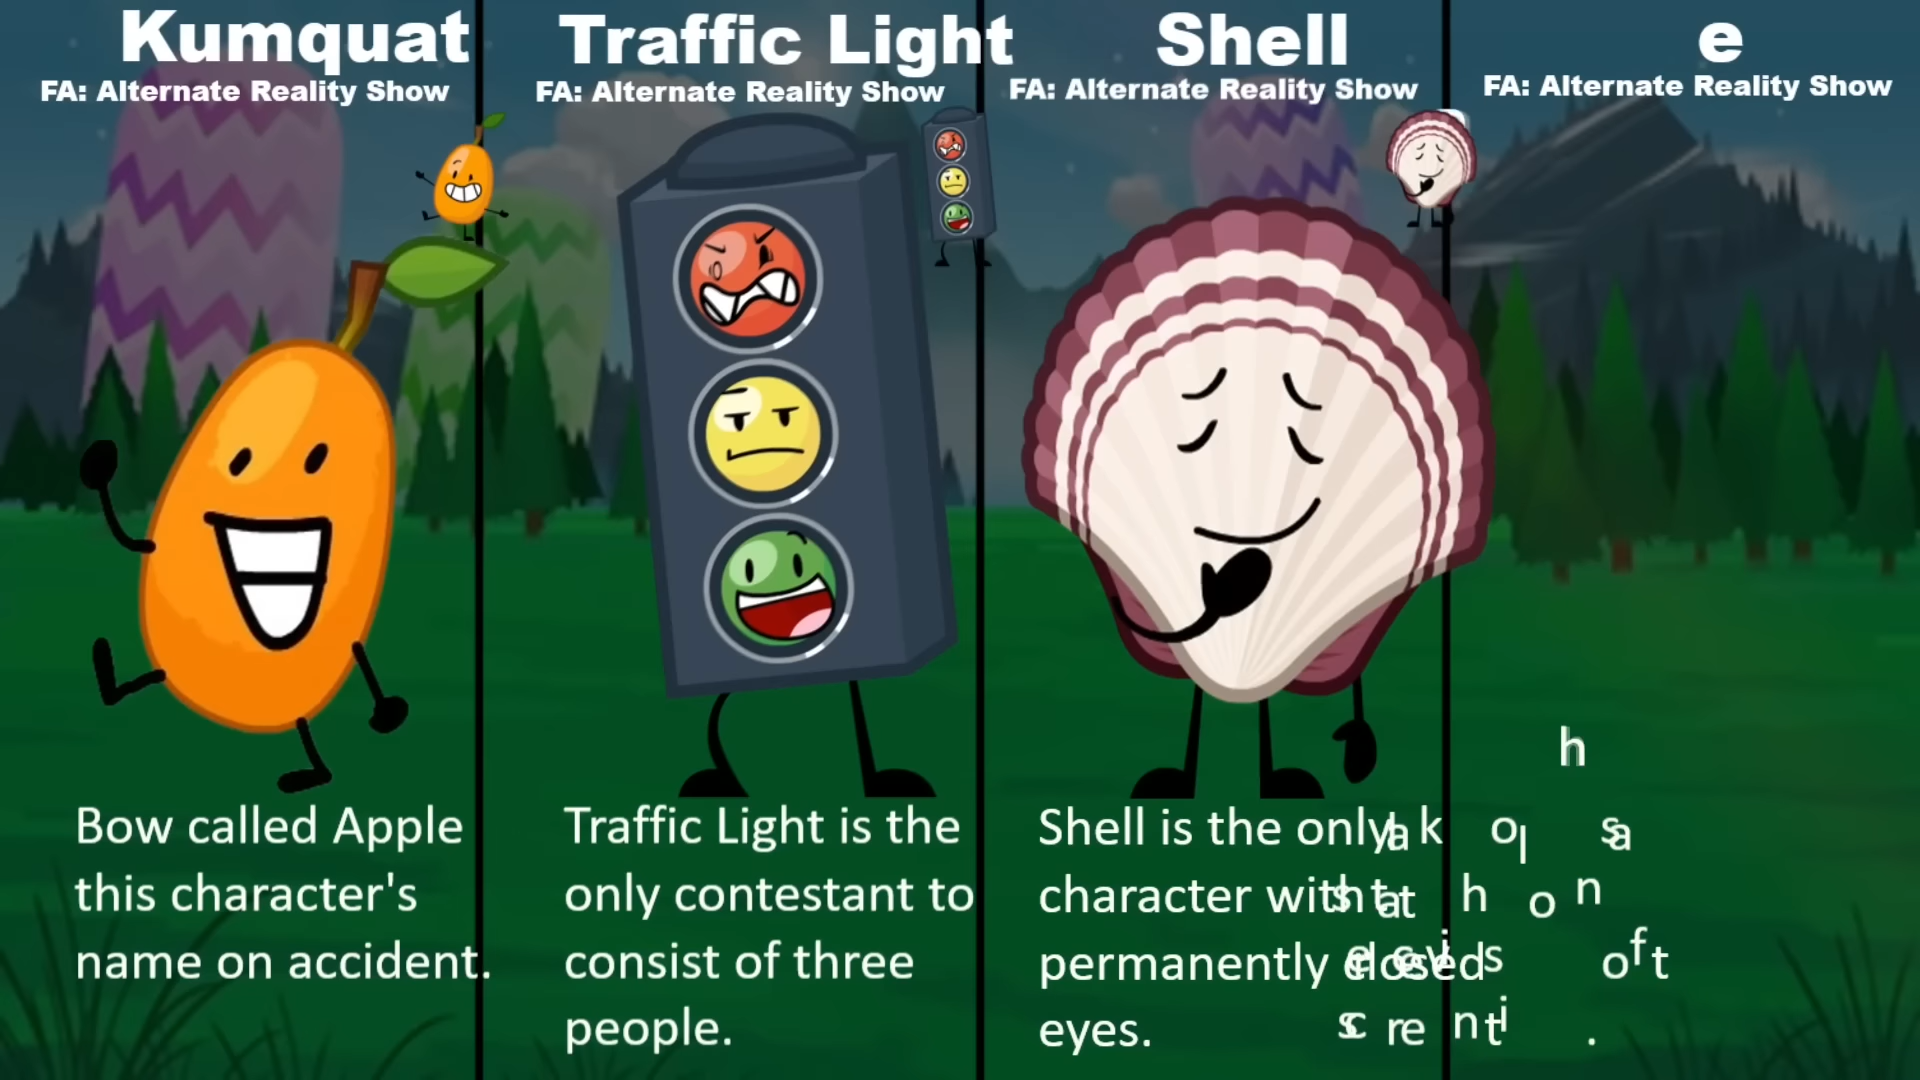 Kumquat
FA: Alternate Reality Show
Bow called Apple
this character's
name on accident.
Traffic Light
FA: Alternate Reality Show
Traffic Light is the
only contestant to
consist of three
people.
Shell
FA: Alternate Reality Show
Shell is the only
character with
permanently closed
eyes.
e
FA: Alternate Reality Show